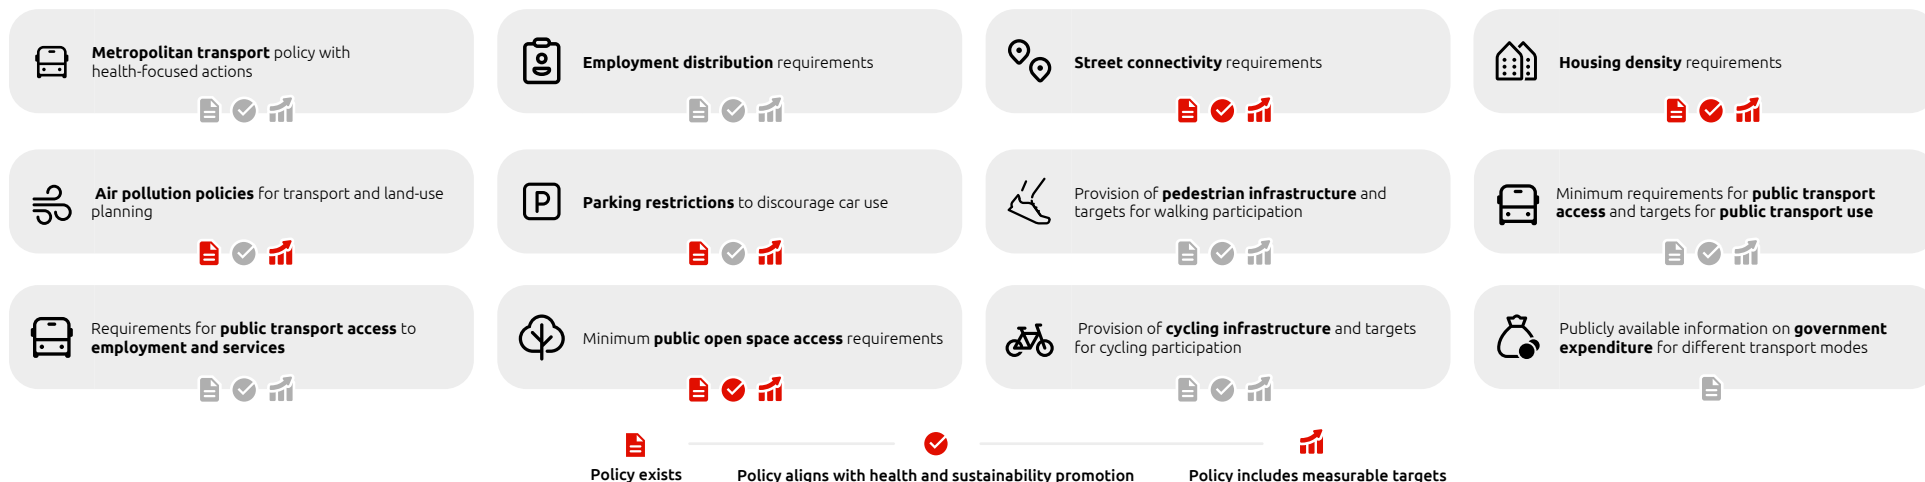 Metropolitan transport policy with
health-focused actions
Employment distribution requirements
Street connectivity requirements
Housing density requirements
Air pollution policies for transport and land-use
planning
P
Parking restrictions to discourage car use
Provision of pedestrian infrastructure and
targets for walking participation
Minimum requirements for public transport
access and targets for public transport use
Requirements for public transport access to
employment and services
Minimum public open space access requirements
Provision of cycling infrastructure and targets
for cycling participation
Publicly available information on government
expenditure for different transport modes
Policy exists
Policy aligns with health and sustainability promotion
Policy includes measurable targets